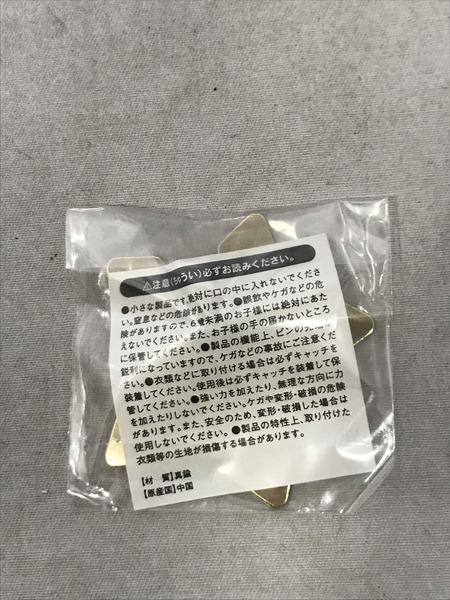 ⚠注意(ちゅうい)必ずお読みください。
●小さな製品です。絶対に口の中に入れないでくださ
い。窒息などの危険があります。●誤飲やケガなどの危
険がありますので、6歳未満のお子様には絶対にあた
えないでください。また、お子様の手の届かないところ
に保管してください。●製品の機能上、ピンの先端が
鋭利になっていますので、ケガなどの事故にご注意くだ
さい。●衣類などに取り付ける場合は必ずキャッチを
装着してください。使用後は必ずキャッチを装着して保
管してください。●強い力を加えたり、無理な方向に力
を加えたりしないでください。ケガや変形・破損の危険
があります。また、安全のため、変形・破損した場合は
使用しないでください。●製品の特性上、取り付けた
衣類等の生地が損傷する場合があります。
【材　質】真鍮
【原産国】中国